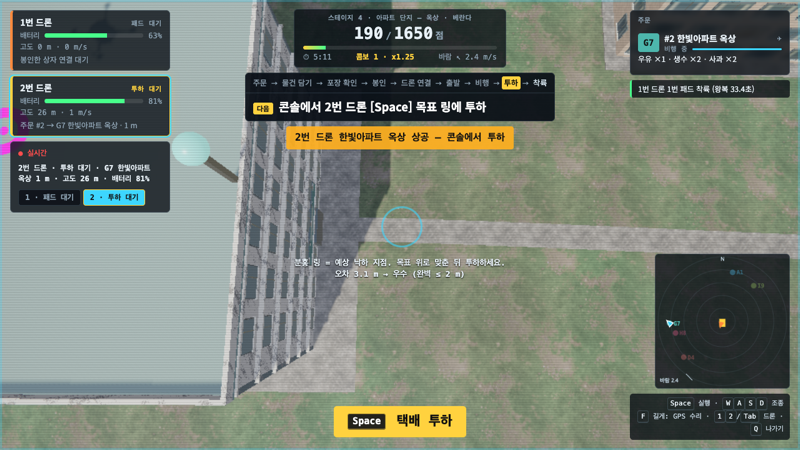 1번 드론 패드 대기
배터리 63%
고도 0 m · 0 m/s
봉인한 상자 연결 대기
2번 드론 투하 대기
배터리 81%
고도 26 m · 1 m/s
주문 #2 → G7 한빛아파트 옥상 · 1 m
실시간
2번 드론 · 투하 대기 · G7 한빛아파트
옥상 1 m · 고도 26 m · 배터리 81%
1 · 패드 대기 2 · 투하 대기
스테이지 4 · 아파트 단지 — 옥상 · 베란다
190 / 1650 점
5:11 콤보 1 · x1.25 바람 ↖ 2.4 m/s
주문 → 물건 담기 → 포장 확인 → 봉인 → 드론 연결 → 출발 → 비행 → 투하 → 착륙
다음 콘솔에서 2번 드론 [Space] 목표 링에 투하
2번 드론 한빛아파트 옥상 상공 — 콘솔에서 투하
분홍 링 = 예상 낙하 지점. 목표 위로 맞춘 뒤 투하하세요.
오차 3.1 m → 우수 (완벽 ≤ 2 m)
Space 택배 투하
주문
G7 #2 한빛아파트 옥상
비행 중
우유 ×1 · 생수 ×2 · 사과 ×2
1번 드론 1번 패드 착륙 (왕복 33.4초)
N
G7
바람 2.4
Space 실행 · W A S D 조종
F 길게: GPS 수리 · 1 2 / Tab 드론 ·
Q 나가기